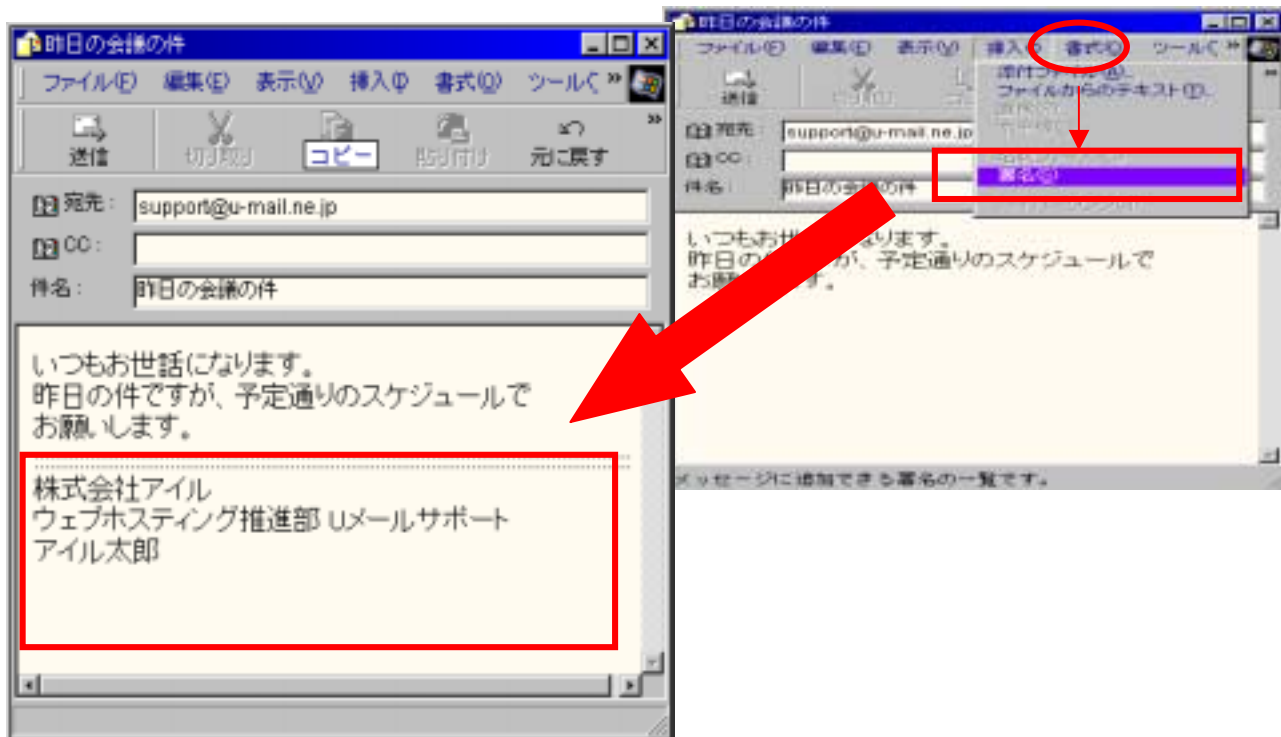 昨日の会議の件
ファイル(F) 編集(E) 表示(V) 挿入(I) 書式(O) ツール(
送信 切り取り コピー 貼り付け 元に戻す
宛先: support@u-mail.ne.jp
CC:
件名: 昨日の会議の件
いつもお世話になります。
昨日の件ですが、予定通りのスケジュールで
お願いします。
株式会社アイル
ウェブホスティング推進部 Uメールサポート
アイル太郎
昨日の会議の件
ファイル(F) 編集(E) 表示(V) 挿入(I) 書式(O) ツール(
送信 切り取り
添付ファイル(A)...
ファイルからのテキスト(T)...
署名(S)
宛先: support@u-mail.ne.jp
CC:
件名: 昨日の会議の件
いつもお世 ります。
昨日の が、予定通りのスケジュールで
お願 す。
メッセージに追加できる署名の一覧です。